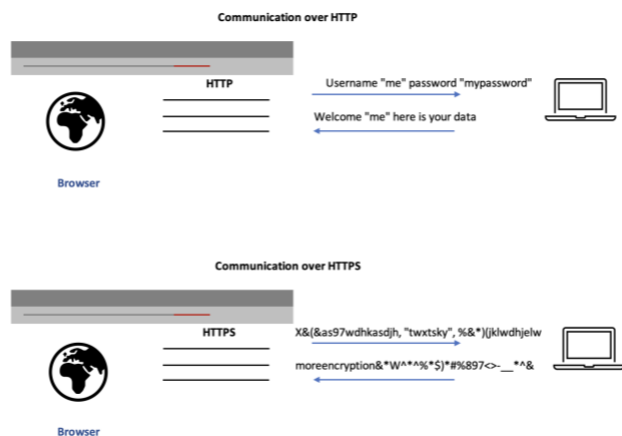 Communication over HTTP
HTTP
Username "me" password "mypassword"
Welcome "me" here is your data
Browser
Communication over HTTPS
HTTPS
X&(&as97wdhkasdjh, "twxtsky", %&*)(jklwdhjelw
moreencryption&*W^*^%*$)*#%897<>-__*^&
Browser